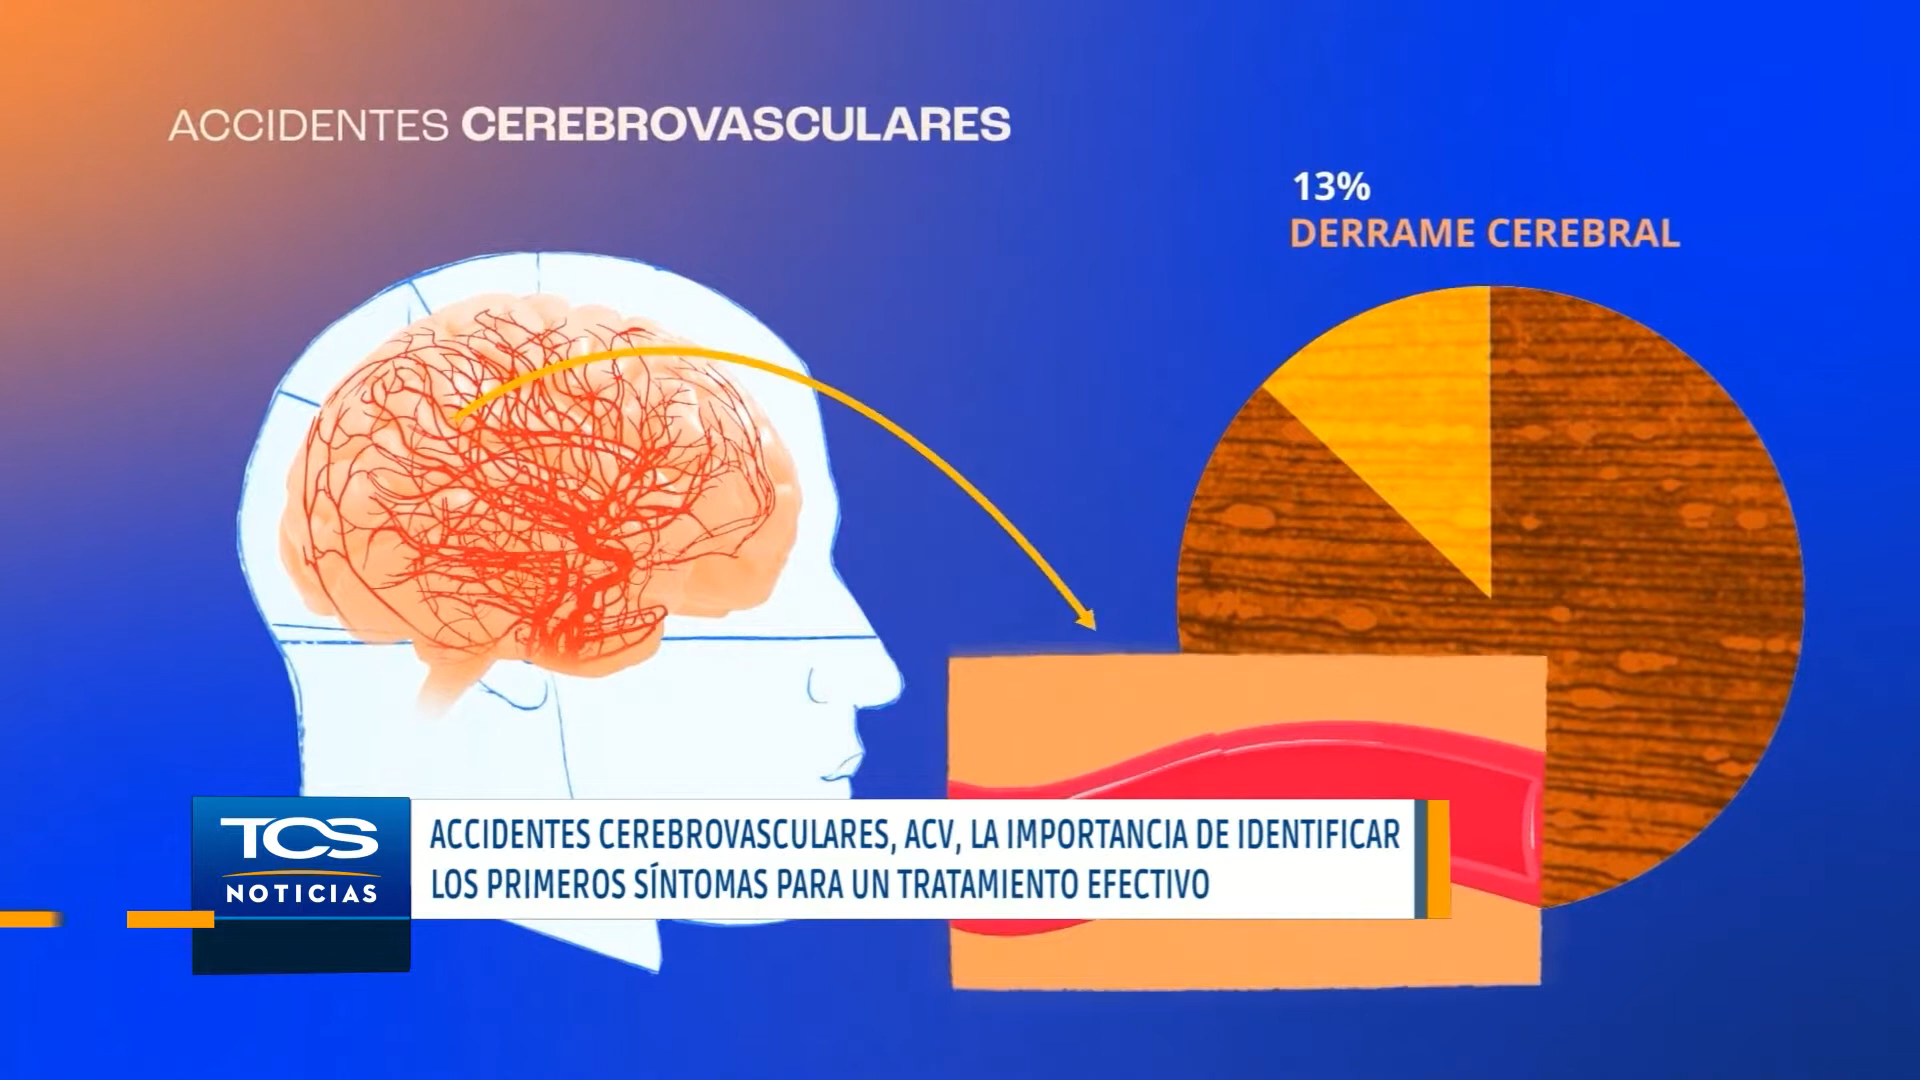 ACCIDENTES CEREBROVASCULARES
13%
DERRAME CEREBRAL
TCS
NOTICIAS
ACCIDENTES CEREBROVASCULARES, ACV, LA IMPORTANCIA DE IDENTIFICAR
LOS PRIMEROS SÍNTOMAS PARA UN TRATAMIENTO EFECTIVO